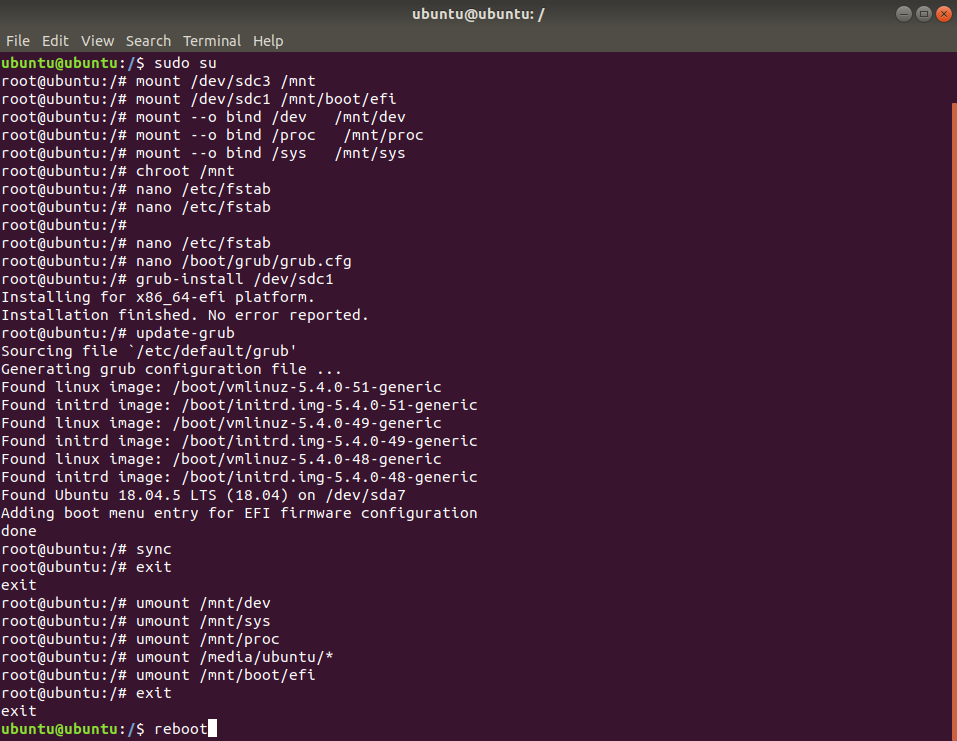 ubuntu@ubuntu: /
File Edit View Search Terminal Help
ubuntu@ubuntu:/$ sudo su
root@ubuntu:/# mount /dev/sdc3 /mnt
root@ubuntu:/# mount /dev/sdc1 /mnt/boot/efi
root@ubuntu:/# mount --o bind /dev   /mnt/dev
root@ubuntu:/# mount --o bind /proc   /mnt/proc
root@ubuntu:/# mount --o bind /sys   /mnt/sys
root@ubuntu:/# chroot /mnt
root@ubuntu:/# nano /etc/fstab
root@ubuntu:/# nano /etc/fstab
root@ubuntu:/#
root@ubuntu:/# nano /etc/fstab
root@ubuntu:/# nano /boot/grub/grub.cfg
root@ubuntu:/# grub-install /dev/sdc1
Installing for x86_64-efi platform.
Installation finished. No error reported.
root@ubuntu:/# update-grub
Sourcing file `/etc/default/grub'
Generating grub configuration file ...
Found linux image: /boot/vmlinuz-5.4.0-51-generic
Found initrd image: /boot/initrd.img-5.4.0-51-generic
Found linux image: /boot/vmlinuz-5.4.0-49-generic
Found initrd image: /boot/initrd.img-5.4.0-49-generic
Found linux image: /boot/vmlinuz-5.4.0-48-generic
Found initrd image: /boot/initrd.img-5.4.0-48-generic
Found Ubuntu 18.04.5 LTS (18.04) on /dev/sda7
Adding boot menu entry for EFI firmware configuration
done
root@ubuntu:/# sync
root@ubuntu:/# exit
exit
root@ubuntu:/# umount /mnt/dev
root@ubuntu:/# umount /mnt/sys
root@ubuntu:/# umount /mnt/proc
root@ubuntu:/# umount /media/ubuntu/*
root@ubuntu:/# umount /mnt/boot/efi
root@ubuntu:/# exit
exit
ubuntu@ubuntu:/$ reboot